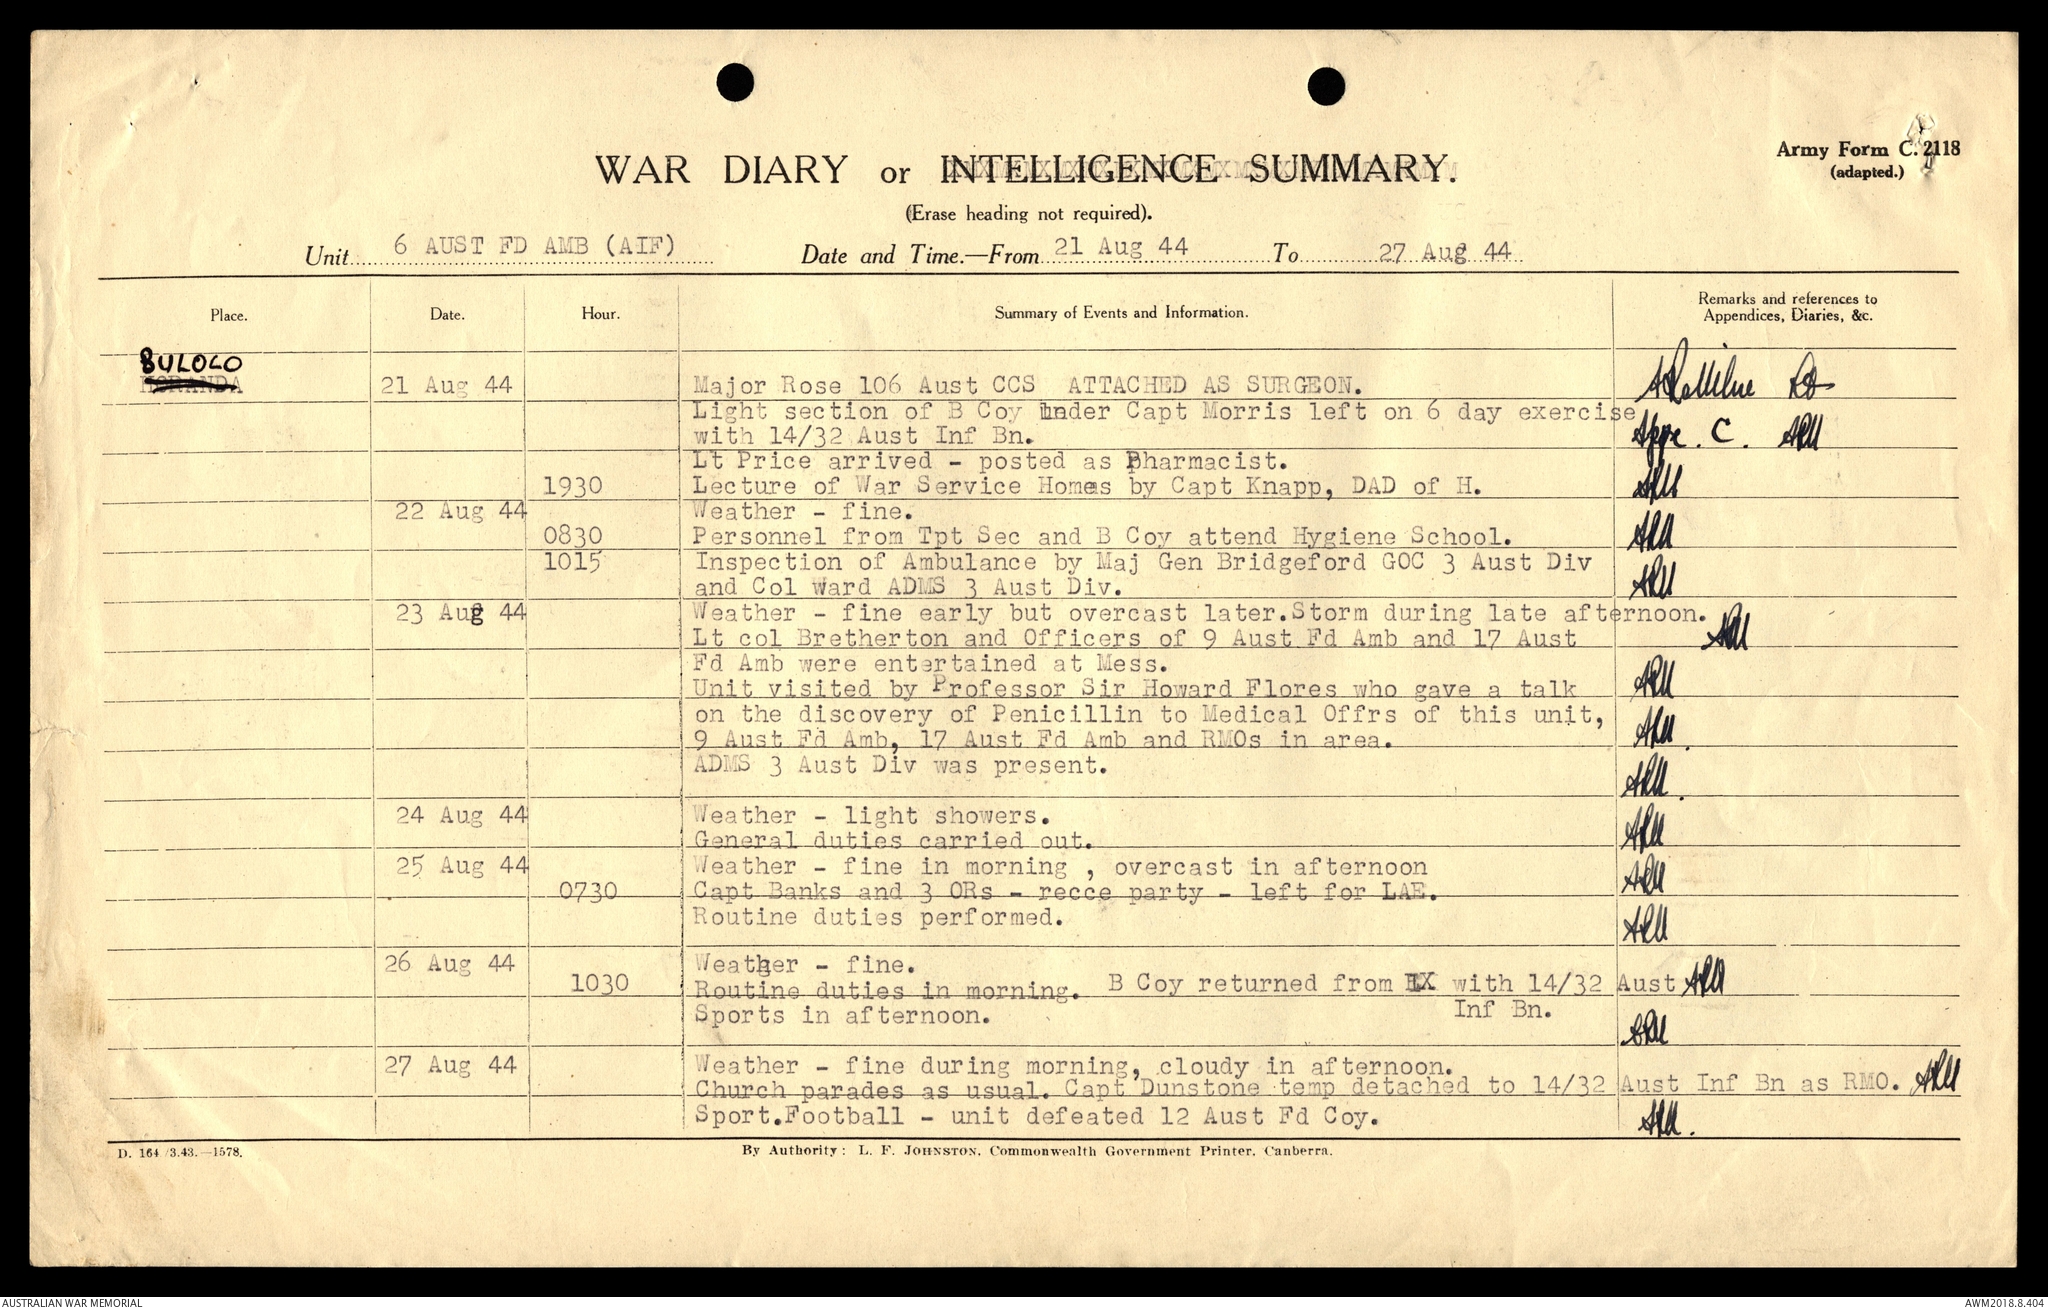 WAR DIARY or INTELLIGENCE SUMMARY.
Army Form C. 2118
(adapted.)
(Erase heading not required).
Unit 6 AUST FD AMB (AIF) Date and Time.—From 21 Aug 44 To 27 Aug 44
Place. Date. Hour. Summary of Events and Information. Remarks and references to
Appendices, Diaries, &c.
BULOLO
21 Aug 44 Major Rose 106 Aust CCS ATTACHED AS SURGEON.
Light section of B Coy under Capt Morris left on 6 day exercise
with 14/32 Aust Inf Bn. Appx. C. ARM
Lt Price arrived - posted as Pharmacist.
1930 Lecture of War Service Homes by Capt Knapp, DAD of H. ARM
22 Aug 44 Weather - fine.
0830 Personnel from Tpt Sec and B Coy attend Hygiene School. ARM
1015 Inspection of Ambulance by Maj Gen Bridgeford GOC 3 Aust Div
and Col Ward ADMS 3 Aust Div. ARM
23 Aug 44 Weather - fine early but overcast later.Storm during late afternoon.
Lt col Bretherton and Officers of 9 Aust Fd Amb and 17 Aust ARM
Fd Amb were entertained at Mess.
Unit visited by Professor Sir Howard Flores who gave a talk ARM
on the discovery of Penicillin to Medical Offrs of this unit,
9 Aust Fd Amb, 17 Aust Fd Amb and RMOs in area. ARM.
ADMS 3 Aust Div was present. ARM.
24 Aug 44 Weather - light showers.
General duties carried out. ARM
25 Aug 44 Weather - fine in morning , overcast in afternoon ARM
0730 Capt Banks and 3 ORs - recce party - left for LAE.
Routine duties performed. ARM
26 Aug 44 Weather - fine.
1030 Routine duties in morning. B Coy returned from EX with 14/32 Aust ARM
Inf Bn.
Sports in afternoon. ARM
27 Aug 44 Weather - fine during morning, cloudy in afternoon.
Church parades as usual. Capt Dunstone temp detached to 14/32 Aust Inf Bn as RMO. ARM
Sport.Football - unit defeated 12 Aust Fd Coy. ARM.
D. 164/3.43.—1578.
By Authority: L. F. JOHNSTON, Commonwealth Government Printer, Canberra.
AUSTRALIAN WAR MEMORIAL
AWM2018.8.404